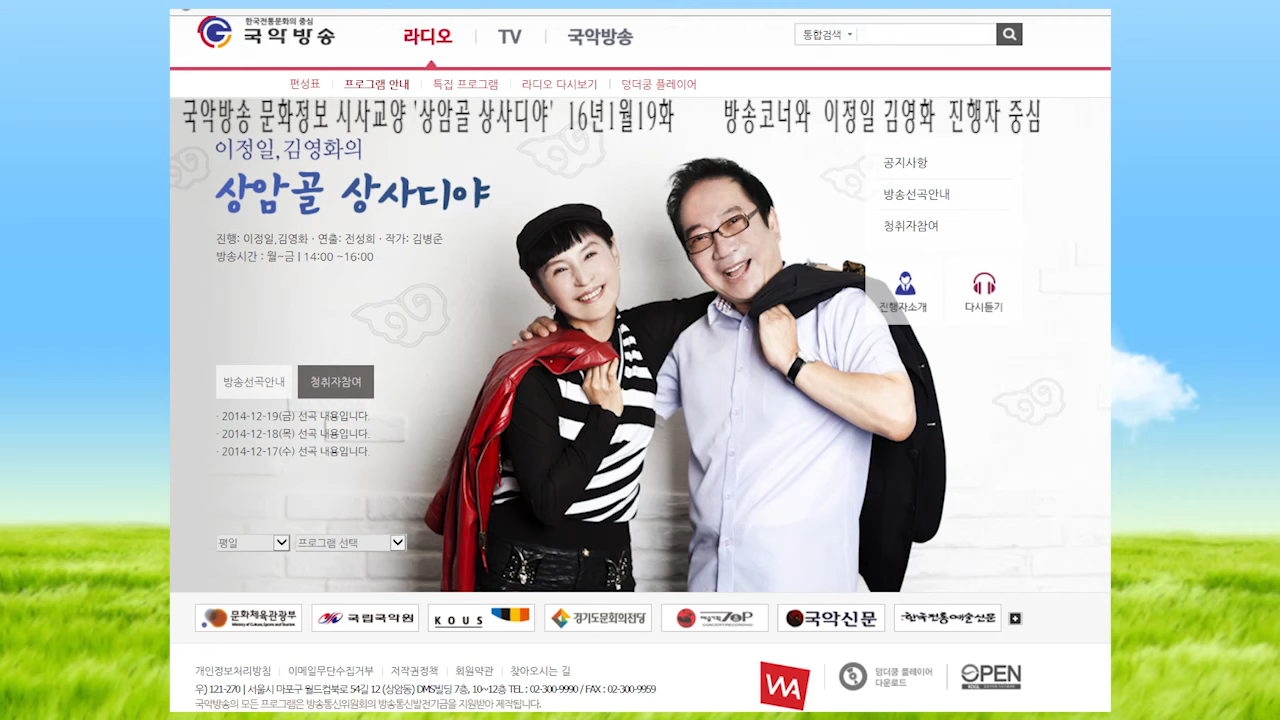 한국전통문화의 중심
국악방송
라디오 TV 국악방송
통합검색
편성표 프로그램 안내 특집 프로그램 라디오 다시보기 덩더쿵 플레이어
국악방송 문화정보 시사교양 '상암골 상사디야' 16년1월19화 방송코너와 이정일 김영화 진행자 중심
이정일,김영화의
상암골 상사디야
진행: 이정일,김영화 · 연출: 전성희 · 작가: 김병준
방송시간 : 월~금 | 14:00 ~16:00
공지사항
방송선곡안내
청취자참여
진행자소개 다시듣기
방송선곡안내 청취자참여
· 2014-12-19(금) 선곡 내용입니다.
· 2014-12-18(목) 선곡 내용입니다.
· 2014-12-17(수) 선곡 내용입니다.
평일 프로그램 선택
문화체육관광부 국립국악원 KOUS 경기도문화의전당 국악신문 한국전통예술신문
Ministry of Culture, Sports and Tourism
개인정보처리방침 이메일무단수집거부 저작권정책 회원약관 찾아오시는 길
121-270 | 서울시 마포구 월드컵북로 54길 12 (상암동) DMS빌딩 7층, 10~12층 TEL : 02-300-9990 / FAX : 02-300-9959
국악방송의 모든 프로그램은 방송통신위원회의 방송통신발전기금을 지원받아 제작됩니다.
WA
덩더쿵 플레이어
다운로드
OPEN